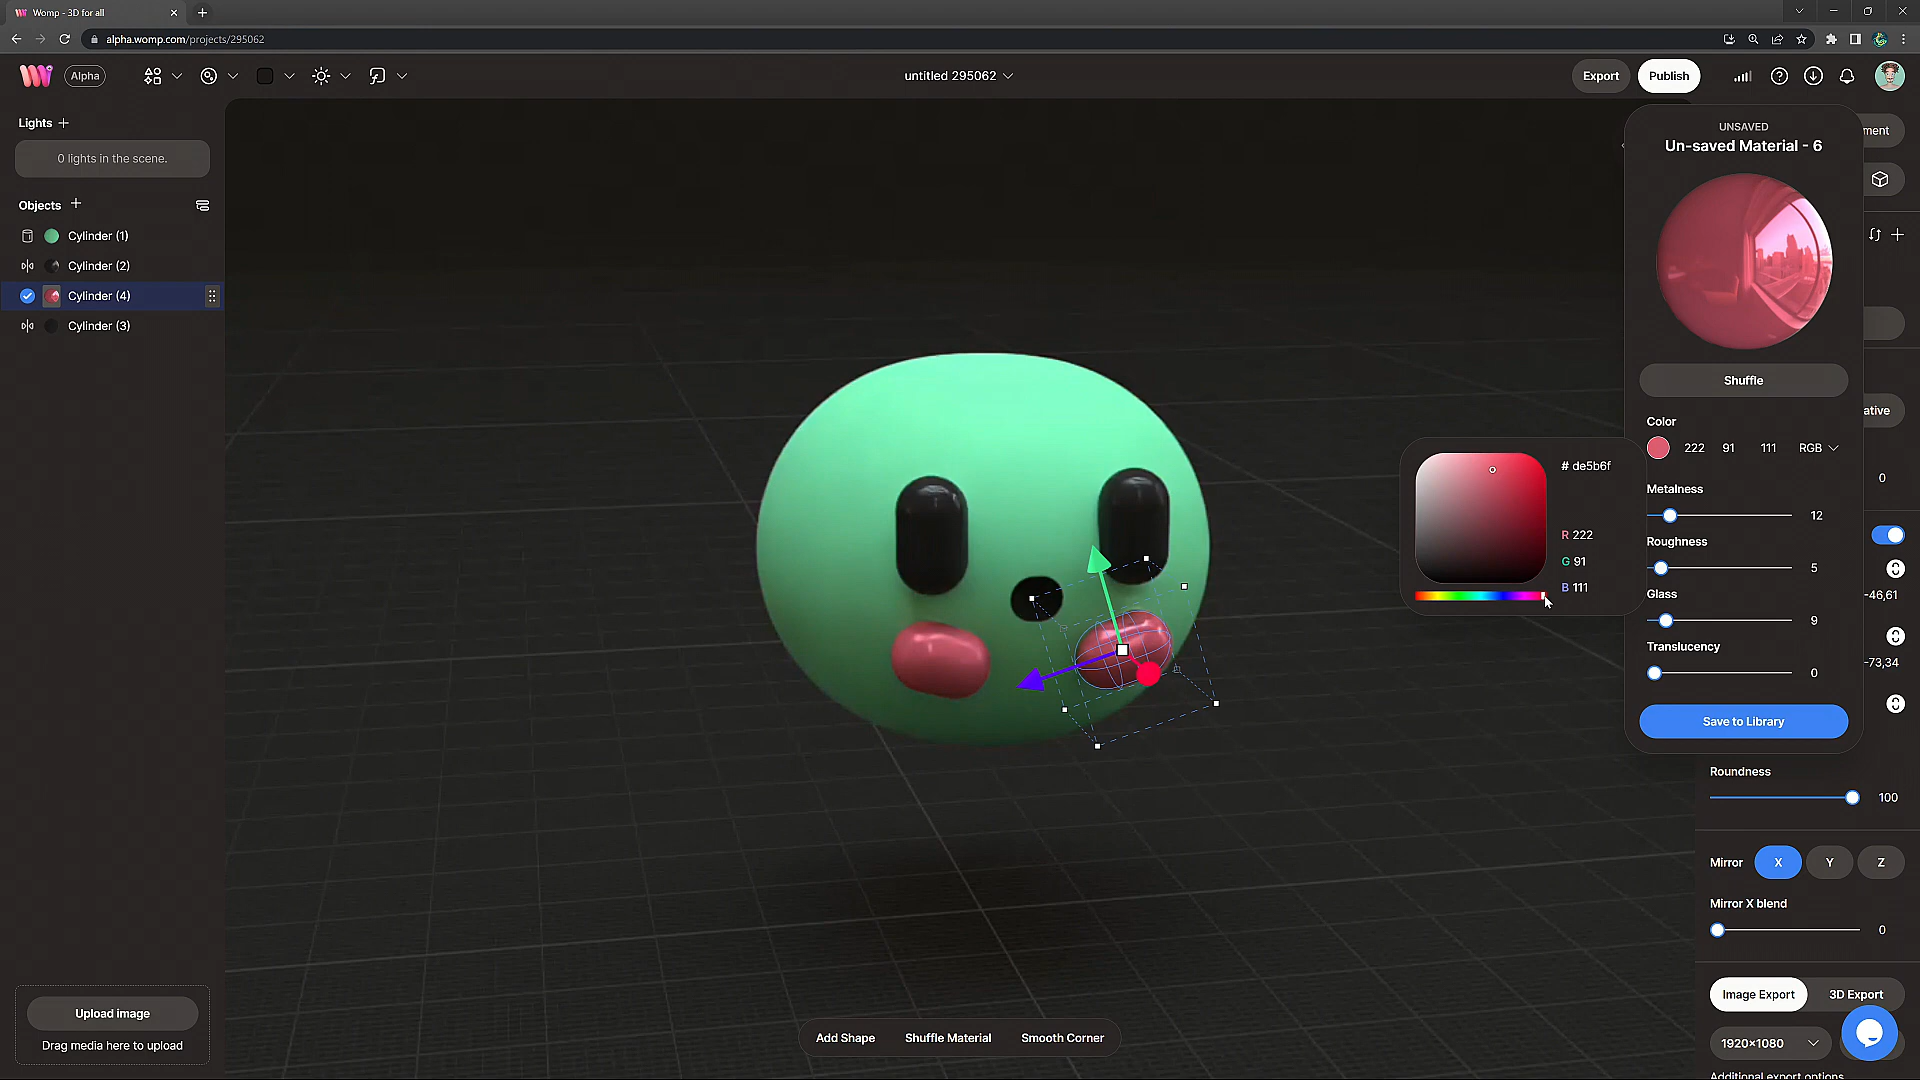 Womp - 3D for all
alpha.womp.com/projects/295062
Alpha
untitled 295062
Export
Publish
Lights
0 lights in the scene.
Objects
Cylinder (1)
Cylinder (2)
Cylinder (4)
Cylinder (3)
Upload image
Drag media here to upload
Add Shape
Shuffle Material
Smooth Corner
# de5b6f
R 222
G 91
B 111
UNSAVED
Un-saved Material - 6
Shuffle
Color
222 91 111 RGB
Metalness
12
Roughness
5
Glass
9
Translucency
0
Save to Library
ment
ative
0
-46,61
-73,34
Roundness
100
Mirror X Y Z
Mirror X blend
0
Image Export
3D Export
1920×1080
Additional export options